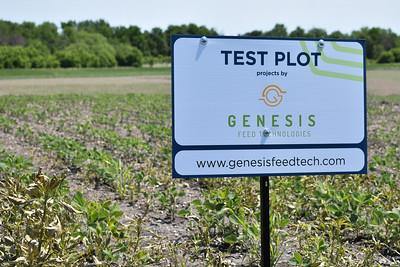 TEST PLOT
projects by
GENESIS
FEED TECHNOLOGIES
www.genesisfeedtech.com